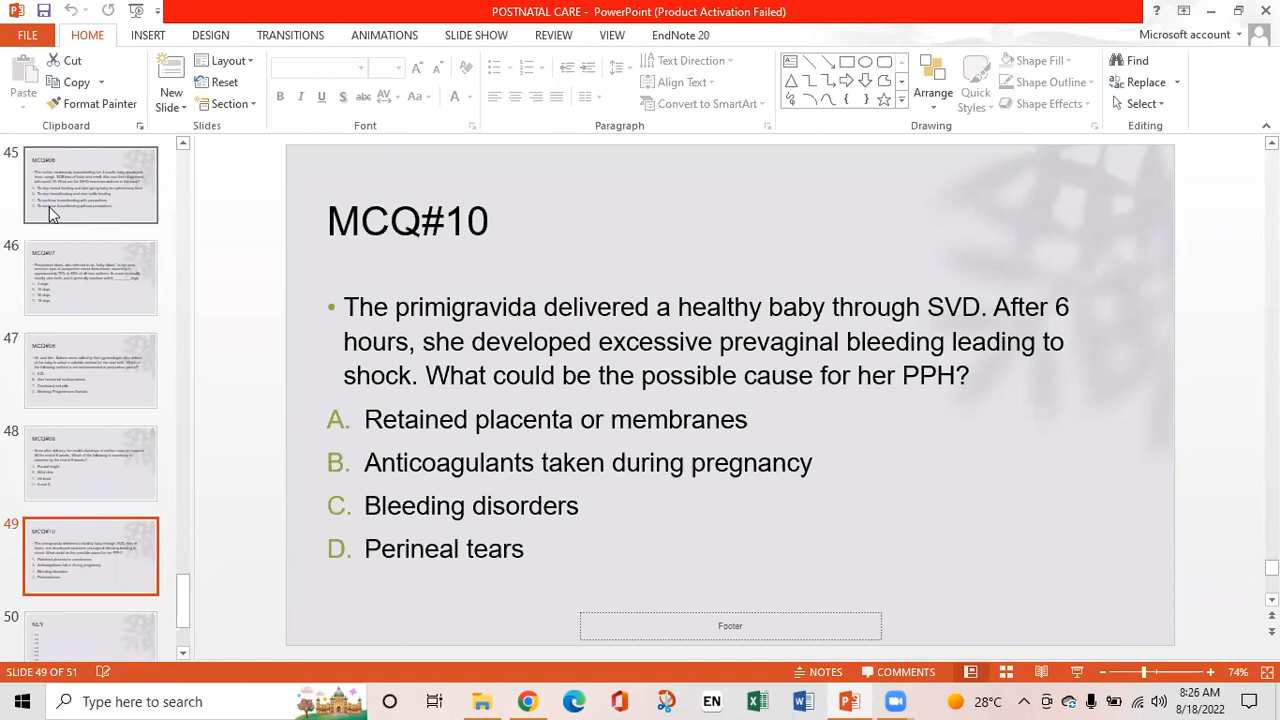 POSTNATAL CARE - PowerPoint (Product Activation Failed)
FILE HOME INSERT DESIGN TRANSITIONS ANIMATIONS SLIDE SHOW REVIEW VIEW EndNote 20 Microsoft account
Paste
Cut
Copy
Format Painter
Clipboard
New
Slide
Layout
Reset
Section
Slides
Font
Text Direction
Align Text
Convert to SmartArt
Paragraph
Arrange
Quick
Styles
Shape Fill
Shape Outline
Shape Effects
Drawing
Find
Replace
Select
Editing
45
46
47
48
49
MCQ#10
50
KEY
MCQ#10
• The primigravida delivered a healthy baby through SVD. After 6
hours, she developed excessive prevaginal bleeding leading to
shock. What could be the possible cause for her PPH?
A. Retained placenta or membranes
B. Anticoagulants taken during pregnancy
C. Bleeding disorders
D. Perineal tears
Footer
SLIDE 49 OF 51 NOTES COMMENTS 74%
Type here to search
EN
28°C
8:26 AM
8/18/2022